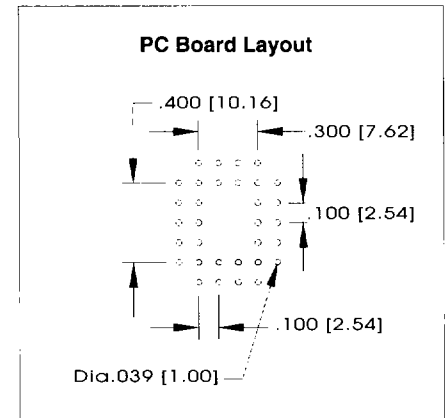 PC Board Layout
.400 [10.16]
.300 [7.62]
.100 [2.54]
.100 [2.54]
Dia.039 [1.00]